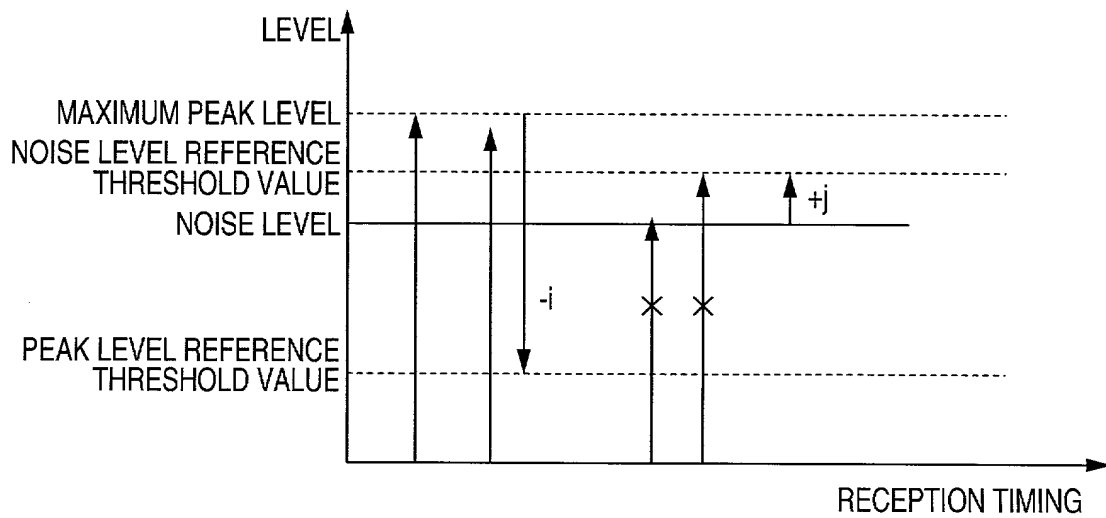 LEVEL
MAXIMUM PEAK LEVEL
NOISE LEVEL REFERENCE
THRESHOLD VALUE
+j
NOISE LEVEL
-i
PEAK LEVEL REFERENCE
THRESHOLD VALUE
RECEPTION TIMING